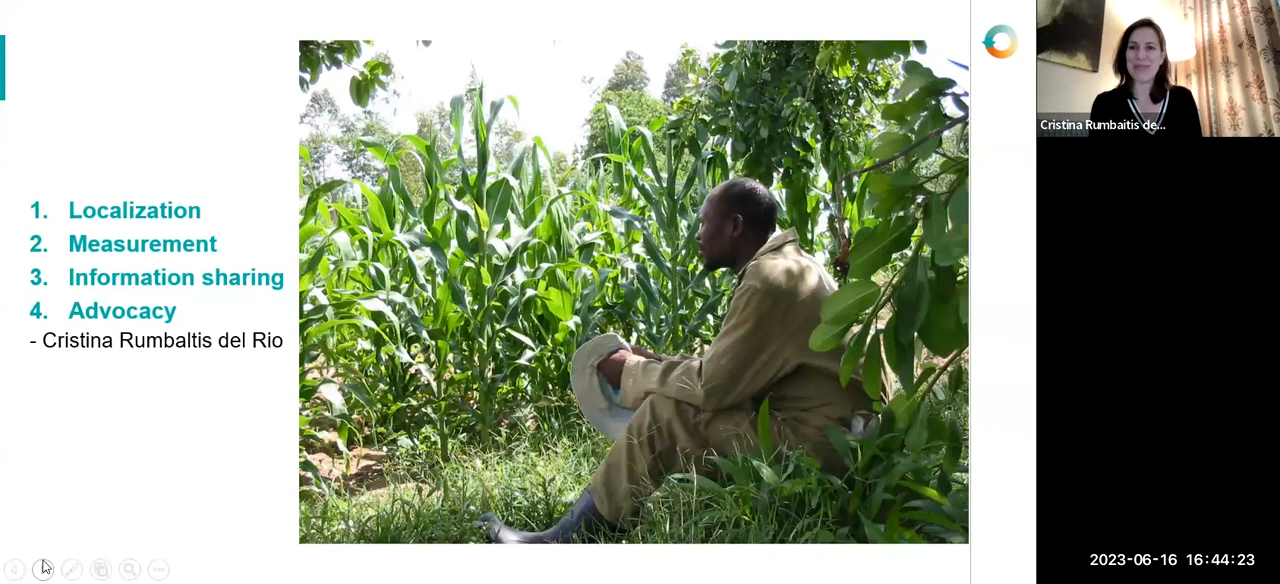 1. Localization
2. Measurement
3. Information sharing
4. Advocacy
- Cristina Rumbaltis del Rio
Cristina Rumbaitis de...
2023-06-16 16:44:23